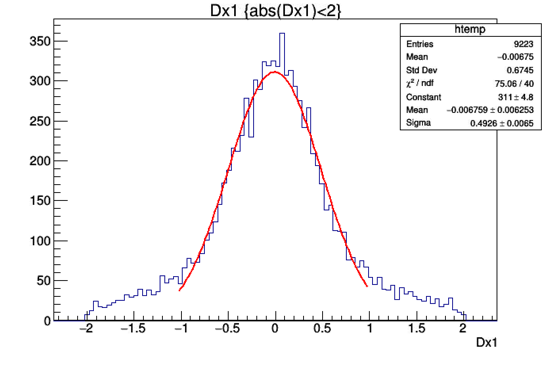 Dx1 {abs(Dx1)<2}
htemp
Entries 9223
Mean −0.00675
Std Dev 0.6745
χ² / ndf 75.06 / 40
Constant 311 ± 4.8
Mean −0.006759 ± 0.006253
Sigma 0.4926 ± 0.0065
350
300
250
200
150
100
50
0
−2 −1.5 −1 −0.5 0 0.5 1 1.5 2
Dx1